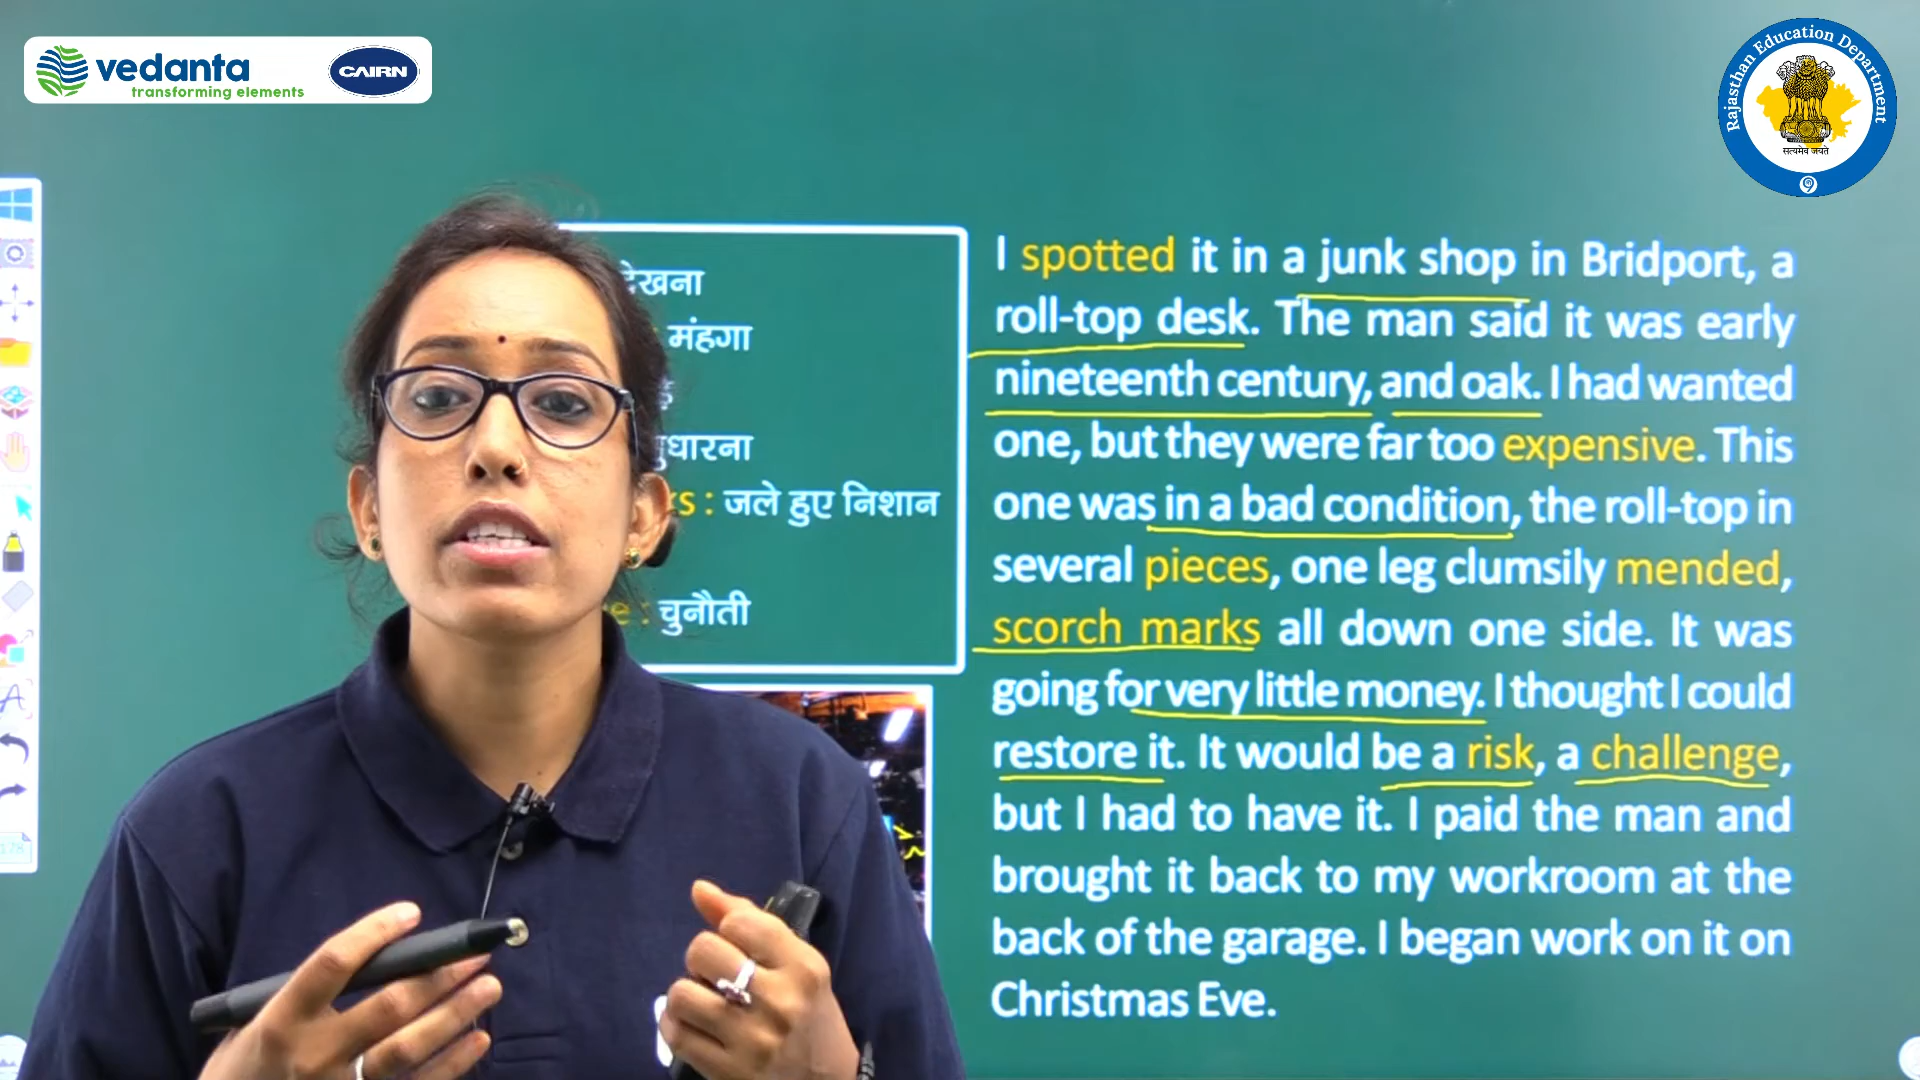 vedanta
transforming elements
CAIRN
Rajasthan Education Department
सत्यमेव जयते
देखना
: मंहगा
सुधारना
ks : जले हुए निशान
e : चुनौती
I spotted it in a junk shop in Bridport, a
roll-top desk. The man said it was early
nineteenth century, and oak. I had wanted
one, but they were far too expensive. This
one was in a bad condition, the roll-top in
several pieces, one leg clumsily mended,
scorch marks all down one side. It was
going for very little money. I thought I could
restore it. It would be a risk, a challenge,
but I had to have it. I paid the man and
brought it back to my workroom at the
back of the garage. I began work on it on
Christmas Eve.